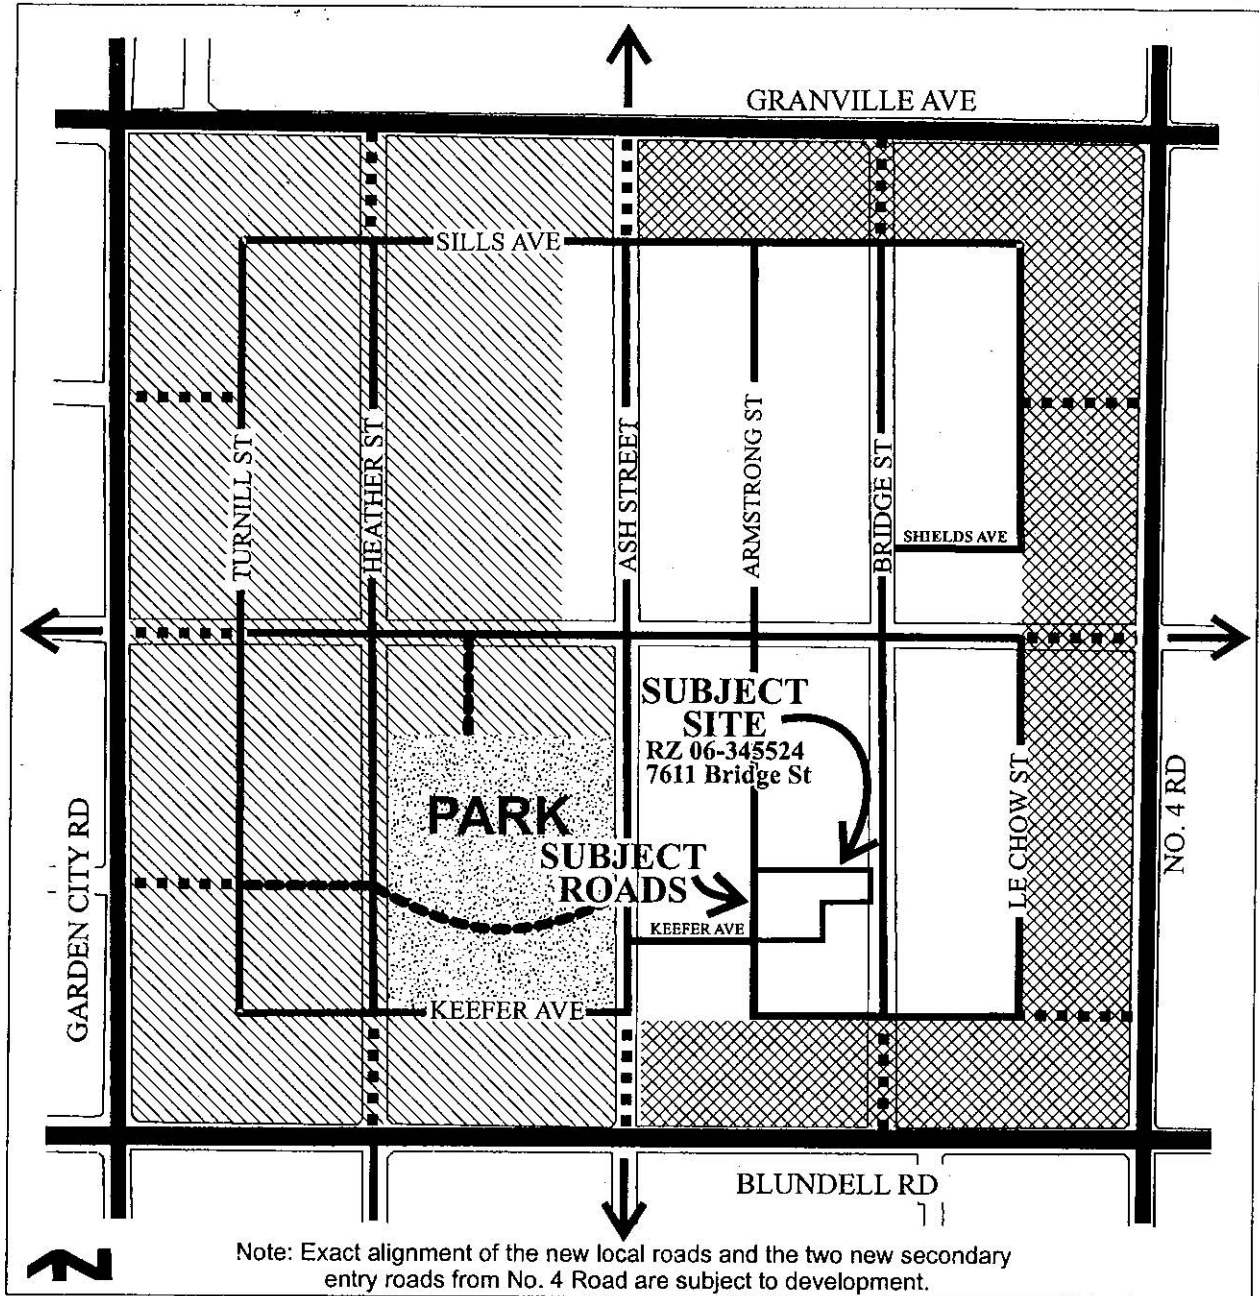 GRANVILLE AVE
SILLS AVE
TURNILL ST
HEATHER ST
ASH STREET
ARMSTRONG ST
BRIDGE ST
SHIELDS AVE
SUBJECT
SITE
RZ 06-345524
7611 Bridge St
PARK
SUBJECT
ROADS
KEEFER AVE
LE CHOW ST
NO. 4 RD
GARDEN CITY RD
KEEFER AVE
BLUNDELL RD
N
Note: Exact alignment of the new local roads and the two new secondary
entry roads from No. 4 Road are subject to development.